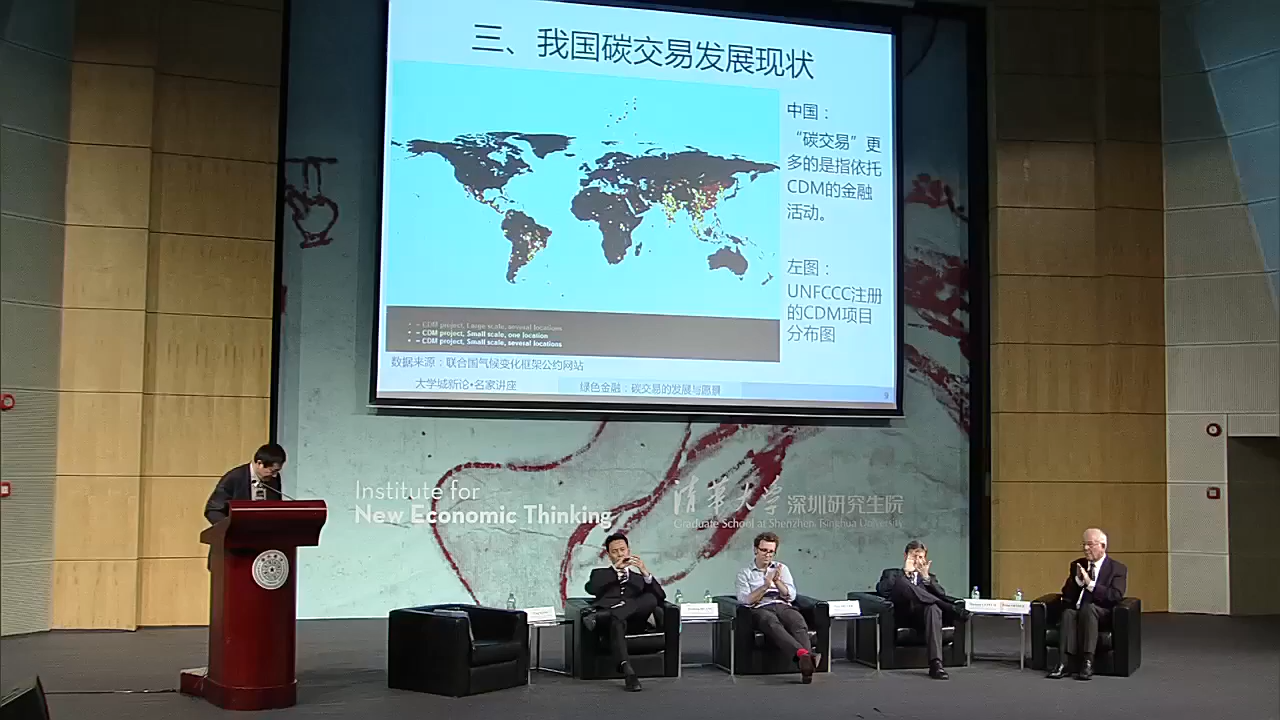 三、我国碳交易发展现状
中国：
“碳交易”更
多的是指依托
CDM的金融
活动。
左图：
UNFCCC注册
的CDM项目
分布图
• = CDM project, Large scale, several locations
• = CDM project, Small scale, one location
• = CDM project, Small scale, several locations
数据来源：联合国气候变化框架公约网站
大学城新论•名家讲座
绿色金融：碳交易的发展与愿景
9
Institute for
New Economic Thinking
清华大学 深圳研究生院
Graduate School at Shenzhen, Tsinghua University